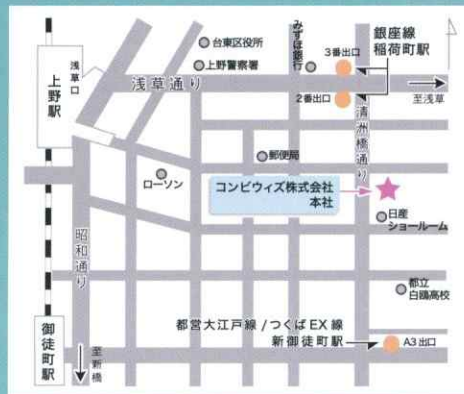 上野駅
浅草口
台東区役所
上野警察署
みずほ銀行
3番出口
銀座線
稲荷町駅
浅草通り
至浅草
2番出口
清洲橋通り
郵便局
ローソン
コンビウィズ株式会社
本社
日産
ショールーム
昭和通り
都立
白鴎高校
都営大江戸線 / つくばEX線
新御徒町駅
A3 出口
御徒町駅
至新橋